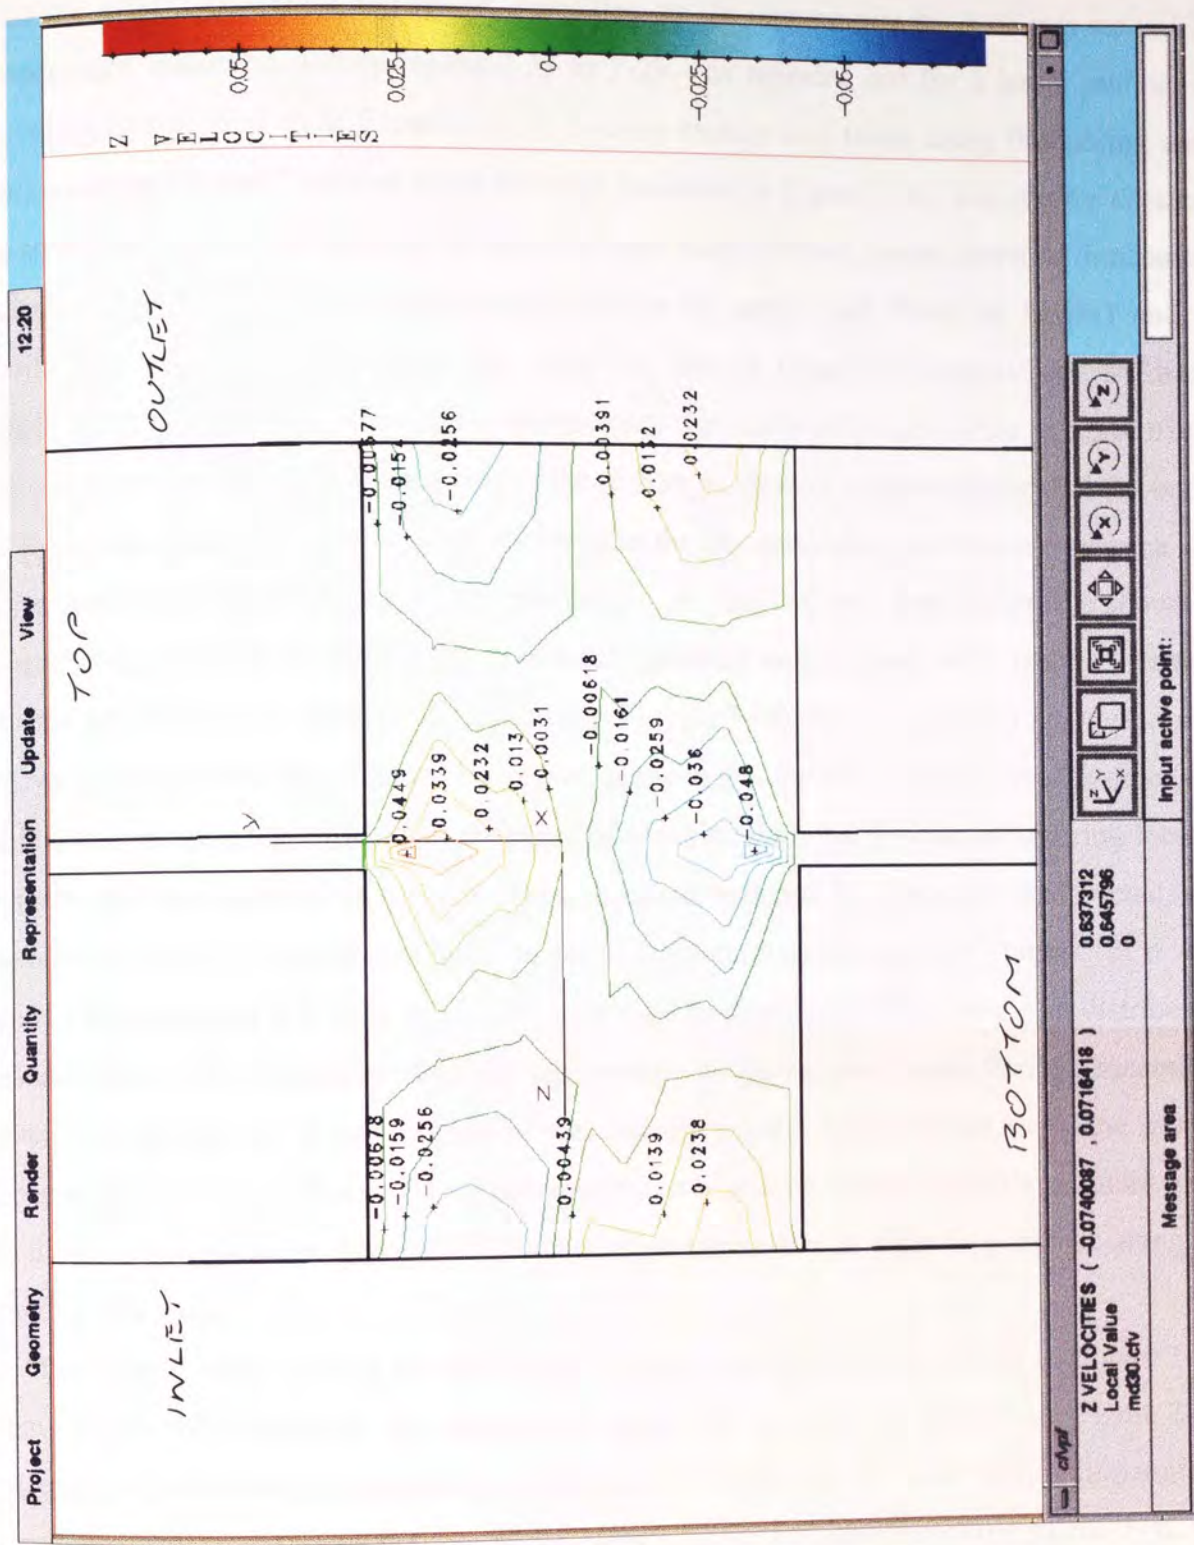 Project Geometry Render Quantity Representation Update View 12:20
TOP
INLET
OUTLET
BOTTOM
Z VELOCITIES
0.05
0.025
0
-0.025
-0.05
Y
X
Z
-0.00678
-0.0159
-0.0256
0.00439
0.0139
0.0238
0.0449
0.0339
0.0232
0.013
0.0031
-0.00618
-0.0161
-0.0259
-0.036
-0.048
-0.0256
0.00391
0.0132
0.0232
cfvpf
Z VELOCITIES ( -0.0740087 , 0.0716418 ) 0.637312
Local Value 0.645796
md30.cfv 0
Z Y X
X Y Z
Message area
Input active point: